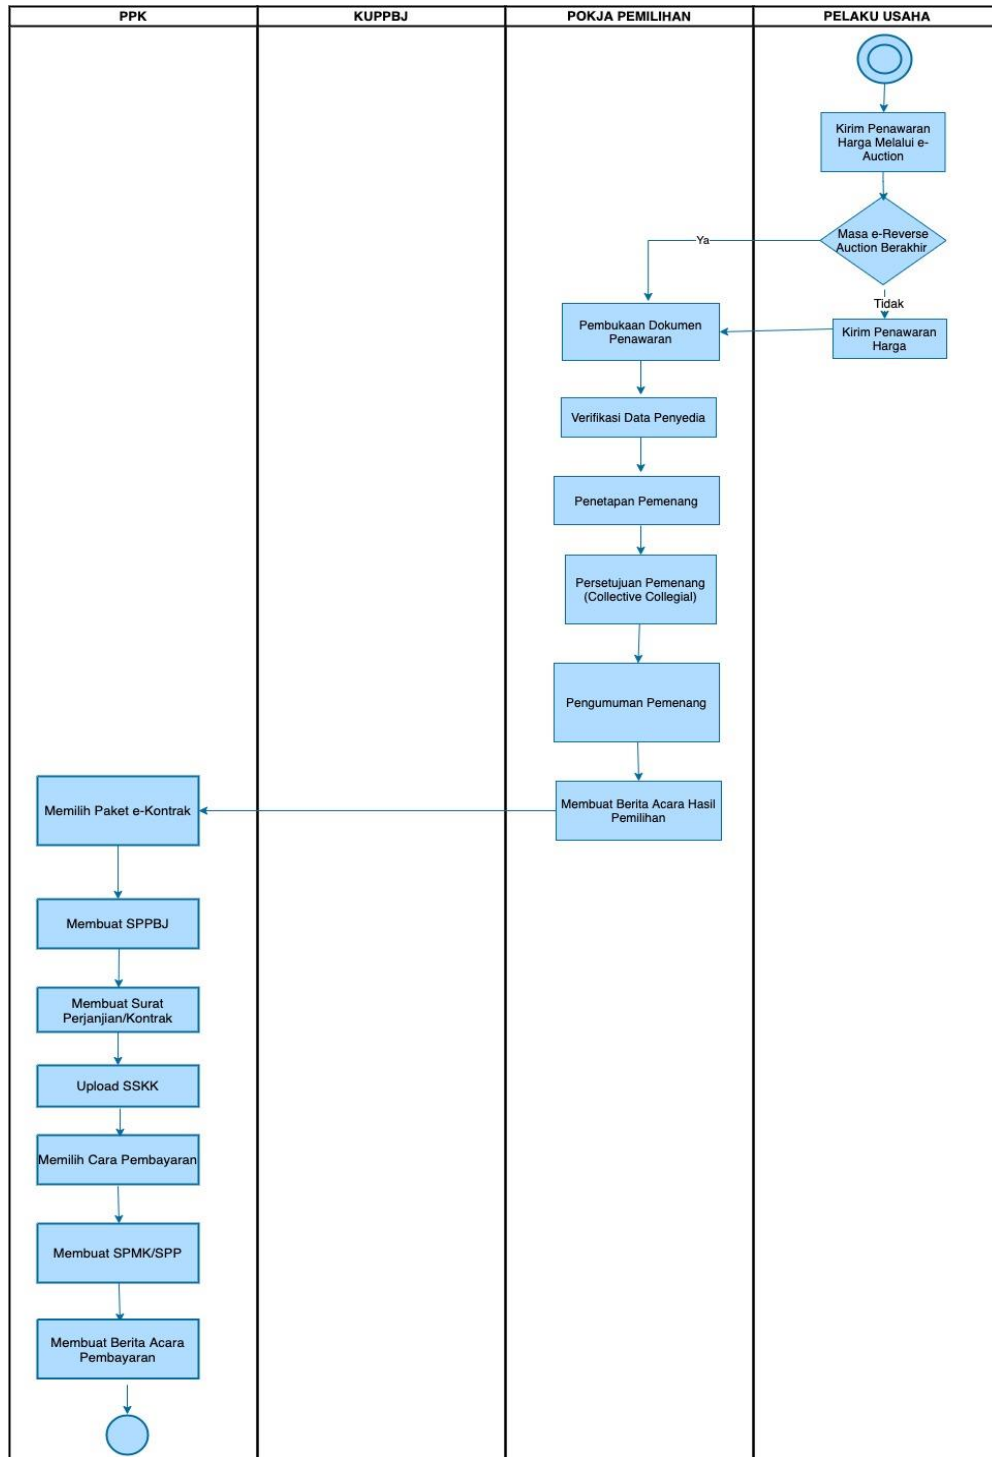 PPK
KUPPBJ
POKJA PEMILIHAN
PELAKU USAHA
Kirim Penawaran
Harga Melalui e-
Auction
Masa e-Reverse
Auction Berakhir
Ya
Tidak
Kirim Penawaran
Harga
Pembukaan Dokumen
Penawaran
Verifikasi Data Penyedia
Penetapan Pemenang
Persetujuan Pemenang
(Collective Collegial)
Pengumuman Pemenang
Membuat Berita Acara Hasil
Pemilihan
Memilih Paket e-Kontrak
Membuat SPPBJ
Membuat Surat
Perjanjian/Kontrak
Upload SSKK
Memilih Cara Pembayaran
Membuat SPMK/SPP
Membuat Berita Acara
Pembayaran